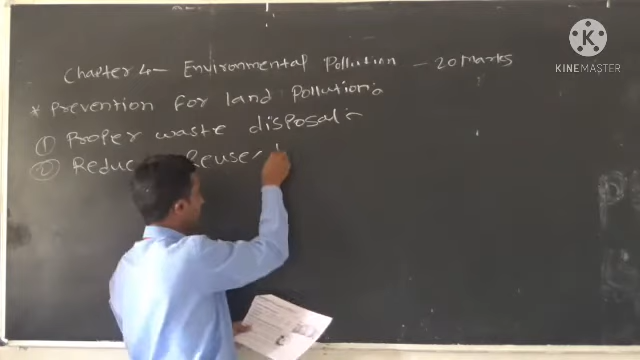 Chapter 4 - Environmental Pollution - 20 Marks
* Prevention for land Pollution:
① Proper waste disposal :-
② Reduce Reuse
KINEMASTER